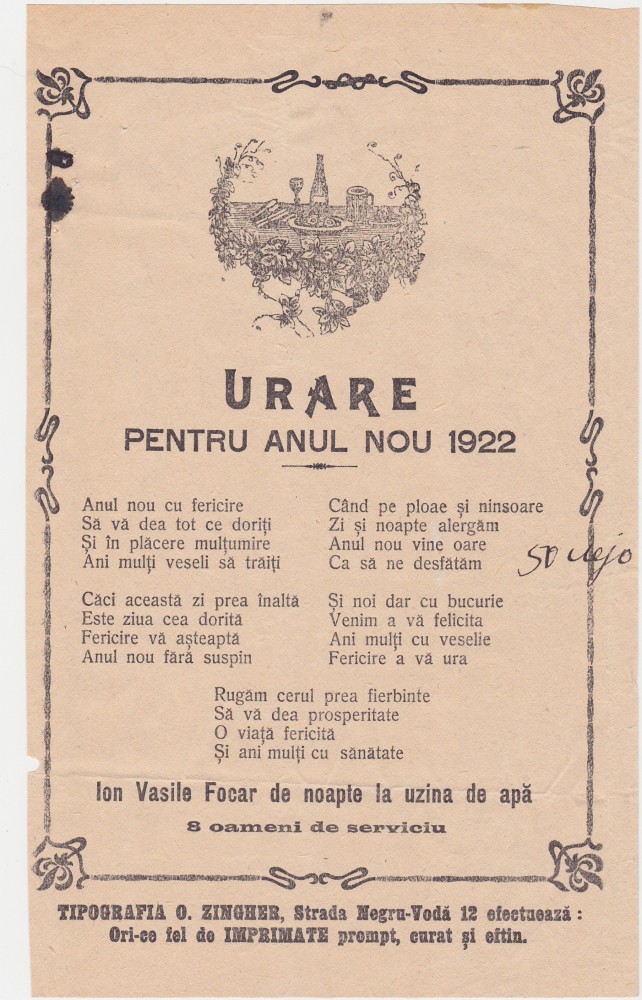 URARE
PENTRU ANUL NOU 1922
Anul nou cu fericire
Să vă dea tot ce doriți
Și în plăcere mulțumire
Ani mulți veseli să trăiți
Căci această zi prea înaltă
Este ziua cea dorită
Fericire vă așteaptă
Anul nou fără suspin
Când pe ploae și ninsoare
Zi și noapte alergăm
Anul nou vine oare
Ca să ne desfătăm
Și noi dar cu bucurie
Venim a vă felicita
Ani mulți cu veselie
Fericire a vă ura
50
Rugăm cerul prea fierbinte
Să vă dea prosperitate
O viață fericită
Și ani mulți cu sănătate
Ion Vasile Focar de noapte la uzina de apă
8 oameni de serviciu
TIPOGRAFIA O. ZINGHER, Strada Negru-Vodă 12 efectuează :
Ori-ce fel de IMPRIMATE prompt, curat și eftin.